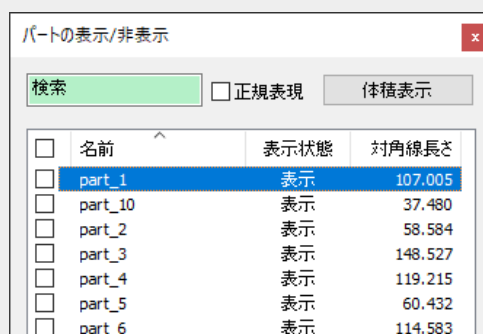 パートの表示/非表示
x
検索
正規表現
体積表示
名前 表示状態 対角線長さ
part_1 表示 107.005
part_10 表示 37.480
part_2 表示 58.584
part_3 表示 148.527
part_4 表示 119.215
part_5 表示 60.432
part_6 表示 114.583